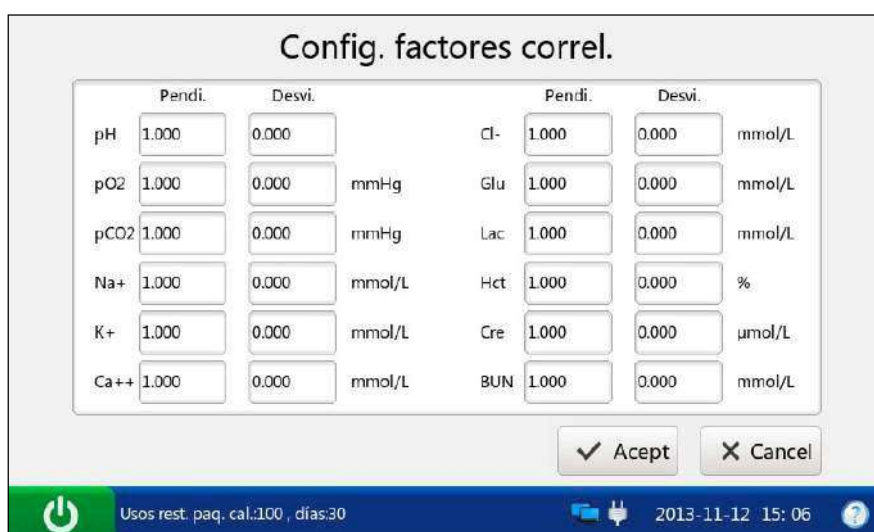 Config. factores correl.
Pendi. Desvi. Pendi. Desvi.
pH 1.000 0.000 Cl- 1.000 0.000 mmol/L
pO2 1.000 0.000 mmHg Glu 1.000 0.000 mmol/L
pCO2 1.000 0.000 mmHg Lac 1.000 0.000 mmol/L
Na+ 1.000 0.000 mmol/L Hct 1.000 0.000 %
K+ 1.000 0.000 mmol/L Cre 1.000 0.000 µmol/L
Ca++ 1.000 0.000 mmol/L BUN 1.000 0.000 mmol/L
Acept Cancel
Usos rest. paq. cal.:100 , días:30 2013-11-12 15: 06 ?